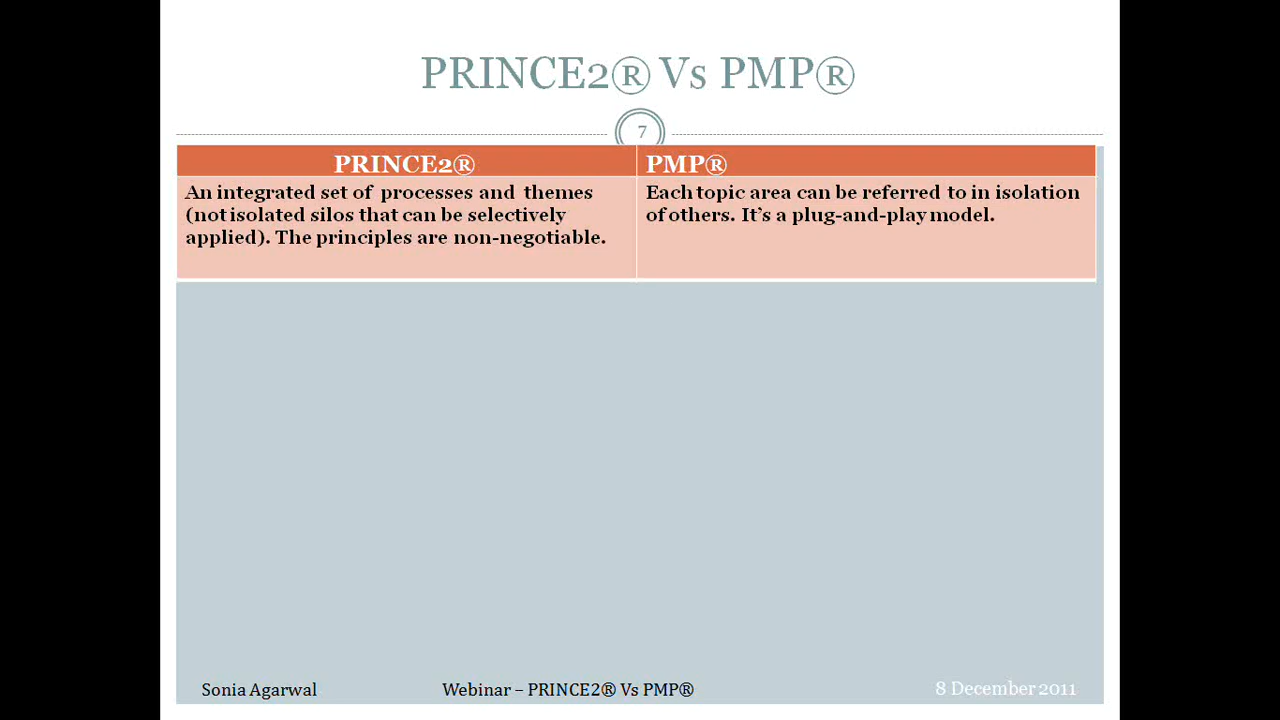 PRINCE2® Vs PMP®
7
PRINCE2®
PMP®
An integrated set of processes and themes
(not isolated silos that can be selectively
applied). The principles are non-negotiable.
Each topic area can be referred to in isolation
of others. It’s a plug-and-play model.
Sonia Agarwal
Webinar – PRINCE2® Vs PMP®
8 December 2011